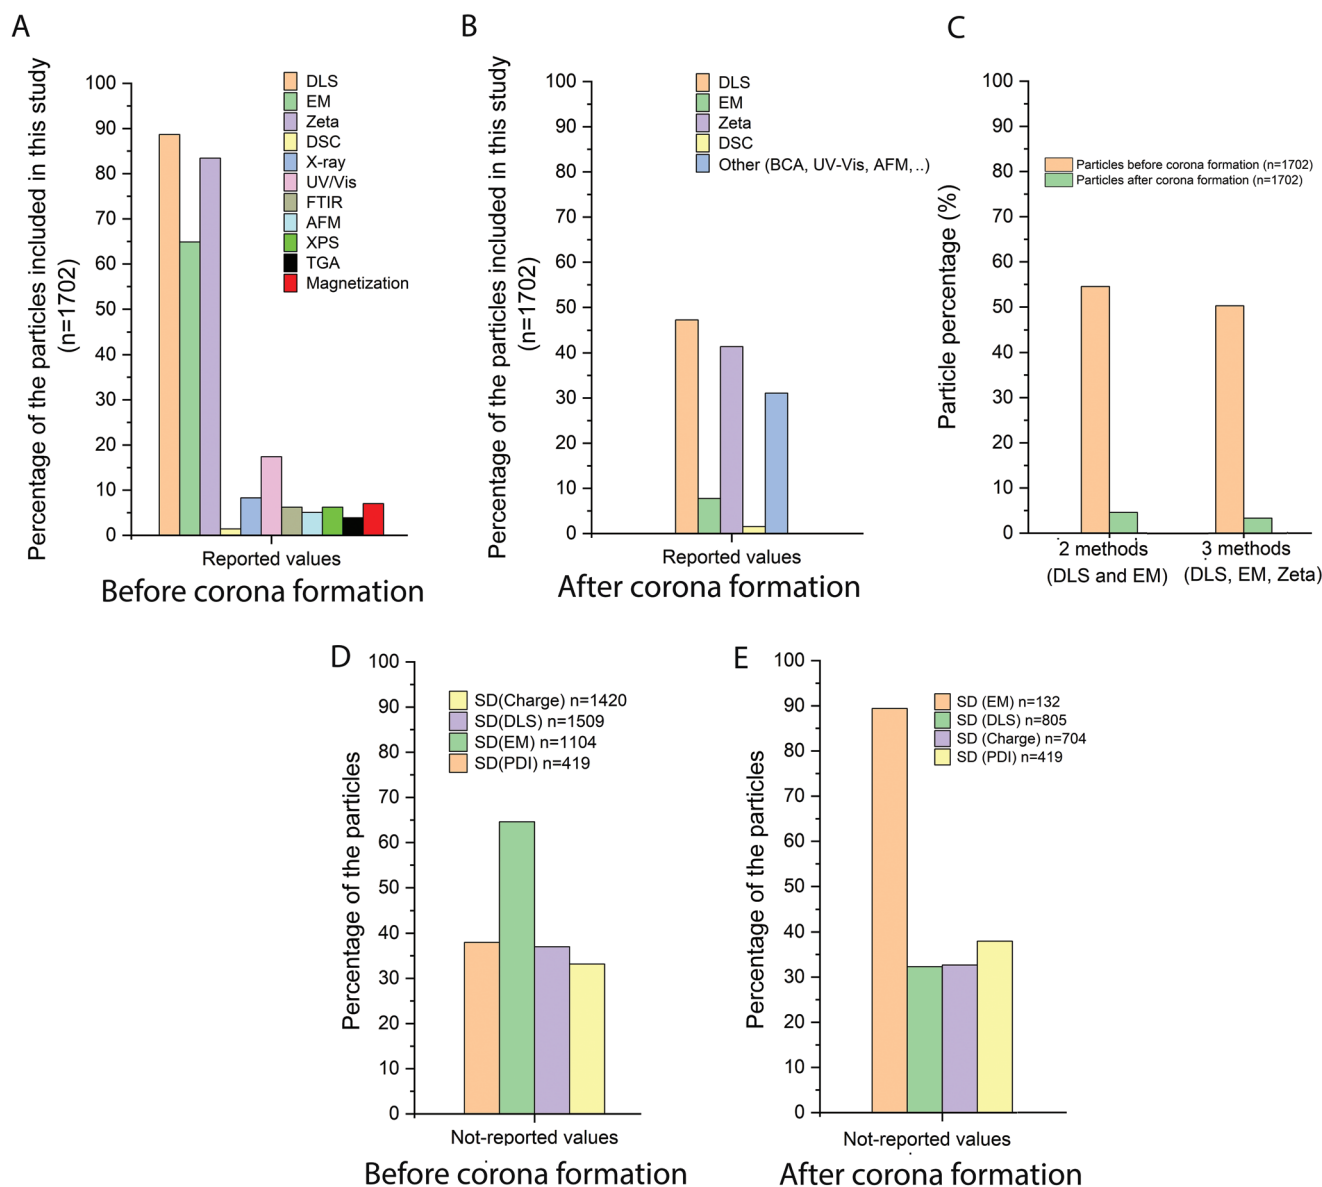 A
Percentage of the particles included in this study
(n=1702)
100
90
80
70
60
50
40
30
20
10
0
DLS
EM
Zeta
DSC
X-ray
UV/Vis
FTIR
AFM
XPS
TGA
Magnetization
Reported values
Before corona formation
B
Percentage of the particles included in this study
(n=1702)
100
90
80
70
60
50
40
30
20
10
0
DLS
EM
Zeta
DSC
Other (BCA, UV-Vis, AFM,..)
Reported values
After corona formation
C
Particle percentage (%)
100
90
80
70
60
50
40
30
20
10
0
Particles before corona formation (n=1702)
Particles after corona formation (n=1702)
2 methods
(DLS and EM)
3 methods
(DLS, EM, Zeta)
D
Percentage of the particles
100
90
80
70
60
50
40
30
20
10
0
SD(Charge) n=1420
SD(DLS) n=1509
SD(EM) n=1104
SD(PDI) n=419
Not-reported values
Before corona formation
E
Percentage of the particles
100
90
80
70
60
50
40
30
20
10
0
SD (EM) n=132
SD (DLS) n=805
SD (Charge) n=704
SD (PDI) n=419
Not-reported values
After corona formation